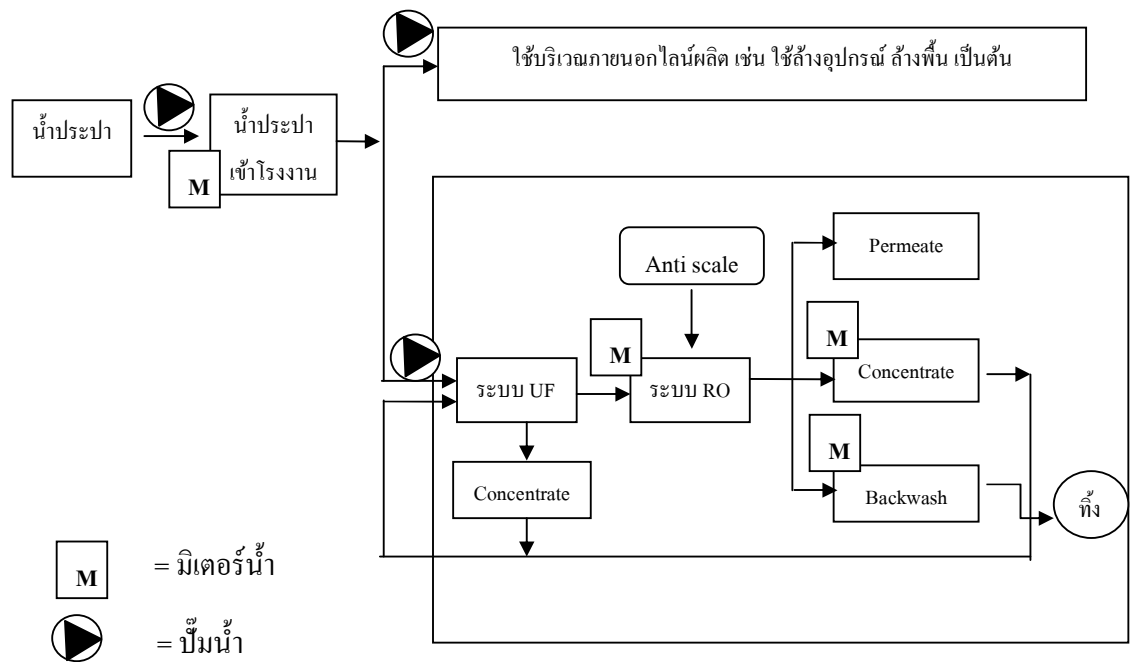 ใช้บริเวณภายนอกไลน์ผลิต เช่น ใช้ล้างอุปกรณ์ ล้างพื้น เป็นต้น
น้ำประปา
น้ำประปา
เข้าโรงงาน
M
Permeate
Anti scale
M
M
Concentrate
ระบบ UF
ระบบ RO
M
Concentrate
Backwash
ทิ้ง
M
= มิเตอร์น้ำ
= ปั๊มน้ำ